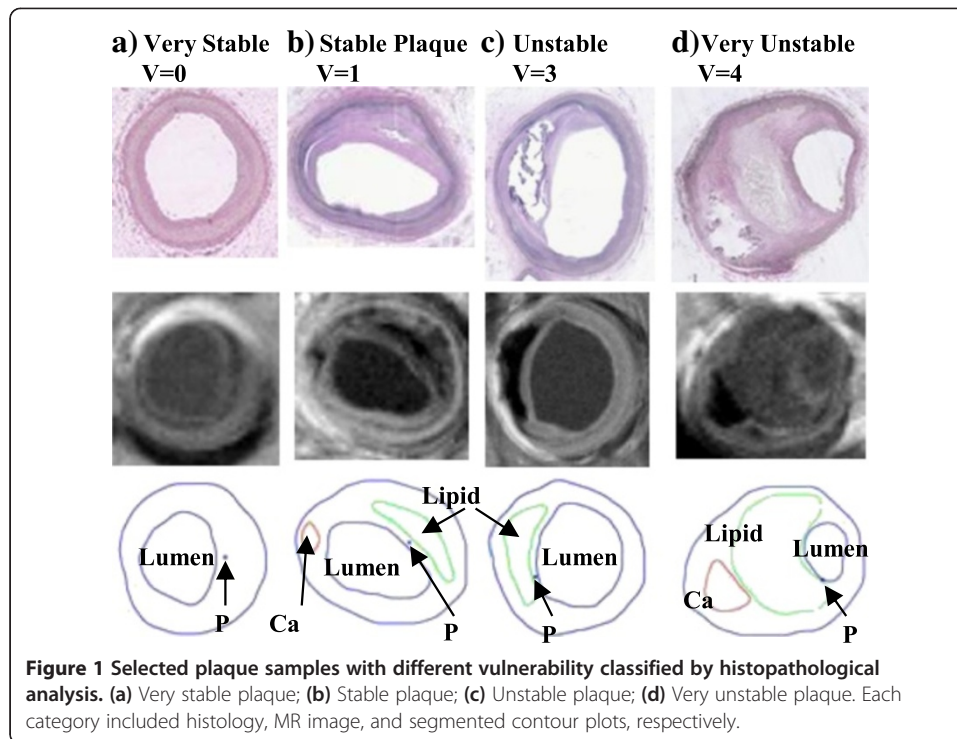 a) Very Stable b) Stable Plaque c) Unstable d) Very Unstable
V=0 V=1 V=3 V=4
Lipid
Lumen Lumen Lumen Lipid Lumen
Ca
P Ca P P P
Figure 1 Selected plaque samples with different vulnerability classified by histopathological
analysis. (a) Very stable plaque; (b) Stable plaque; (c) Unstable plaque; (d) Very unstable plaque. Each
category included histology, MR image, and segmented contour plots, respectively.